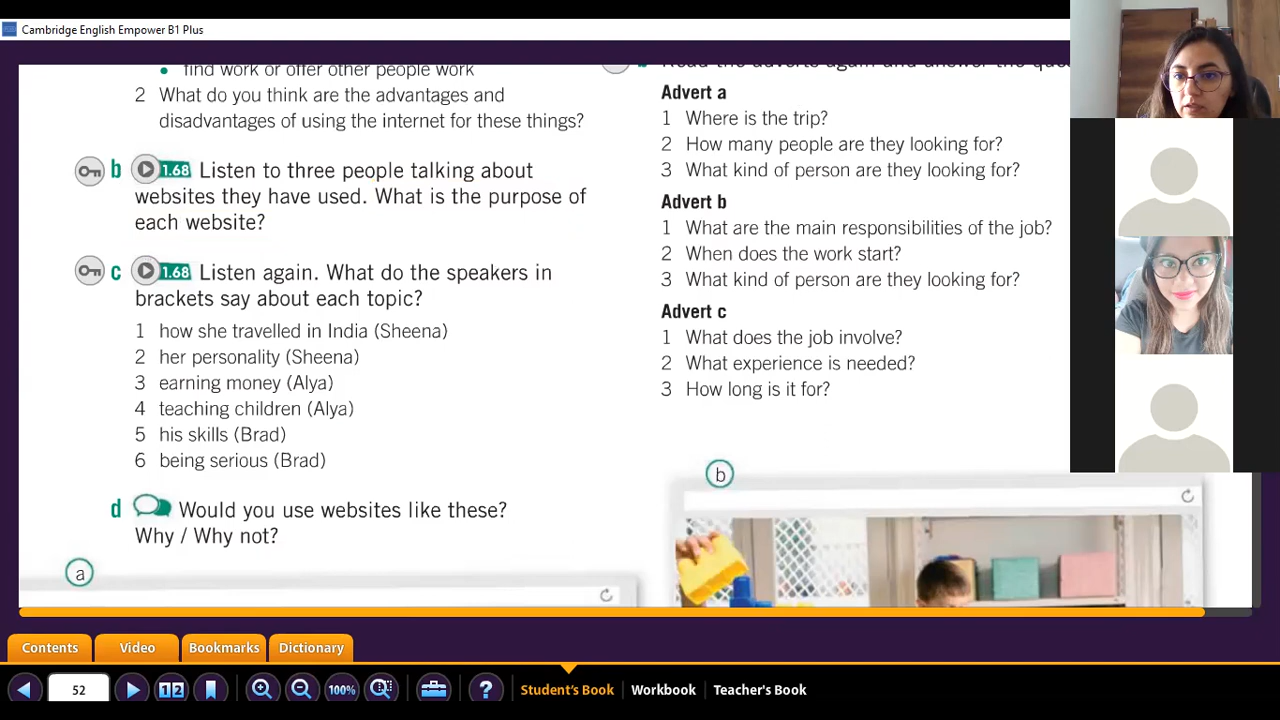 Cambridge English Empower B1 Plus
• find work or offer other people work
2 What do you think are the advantages and
disadvantages of using the internet for these things?
b 1.68 Listen to three people talking about
websites they have used. What is the purpose of
each website?
c 1.68 Listen again. What do the speakers in
brackets say about each topic?
1 how she travelled in India (Sheena)
2 her personality (Sheena)
3 earning money (Alya)
4 teaching children (Alya)
5 his skills (Brad)
6 being serious (Brad)
d Would you use websites like these?
Why / Why not?
a
Read the adverts again and answer the
Advert a
1 Where is the trip?
2 How many people are they looking for?
3 What kind of person are they looking for?
Advert b
1 What are the main responsibilities of the job?
2 When does the work start?
3 What kind of person are they looking for?
Advert c
1 What does the job involve?
2 What experience is needed?
3 How long is it for?
b
Contents Video Bookmarks Dictionary
52 12 100% ? Student's Book Workbook Teacher's Book